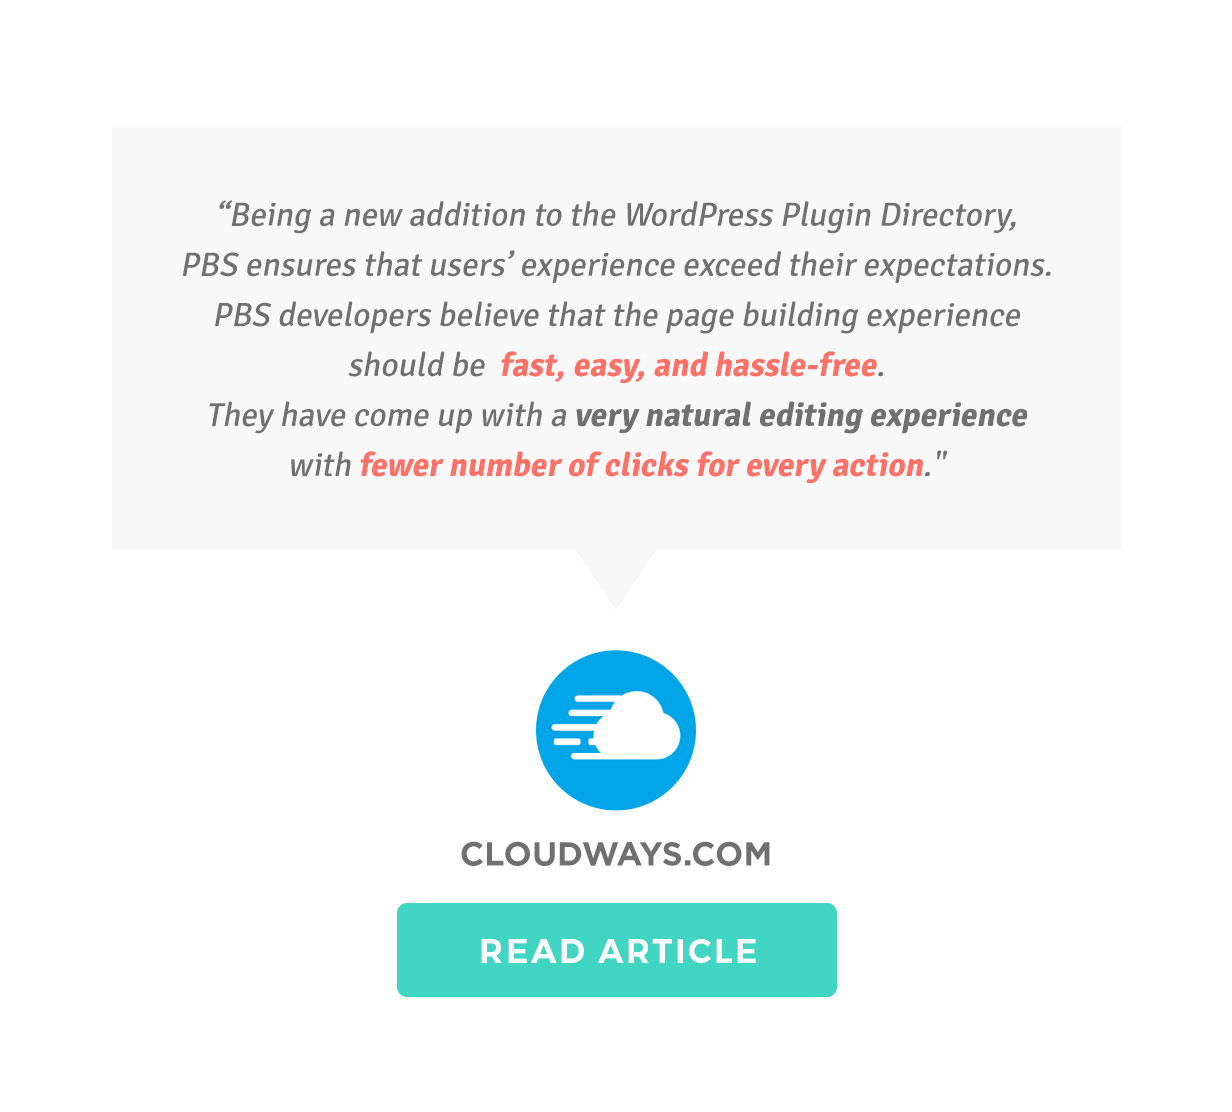 “Being a new addition to the WordPress Plugin Directory,
PBS ensures that users’ experience exceed their expectations.
PBS developers believe that the page building experience
should be fast, easy, and hassle-free.
They have come up with a very natural editing experience
with fewer number of clicks for every action."
CLOUDWAYS.COM
READ ARTICLE